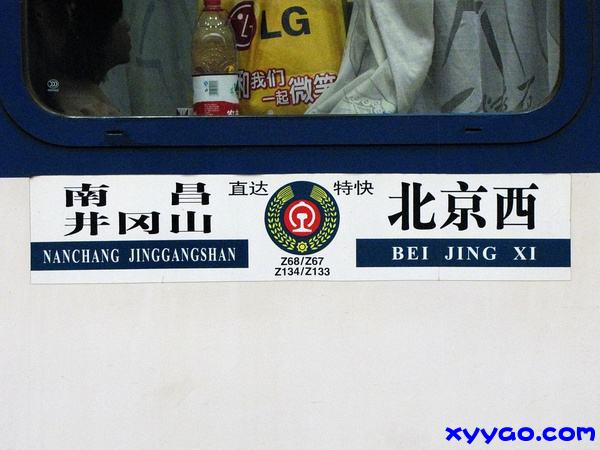 LG
和我们
一起微笑
南昌
井冈山
直达 特快
北京西
NANCHANG JINGGANGSHAN
BEI JING XI
Z68/Z67
Z134/Z133
xyygo.com